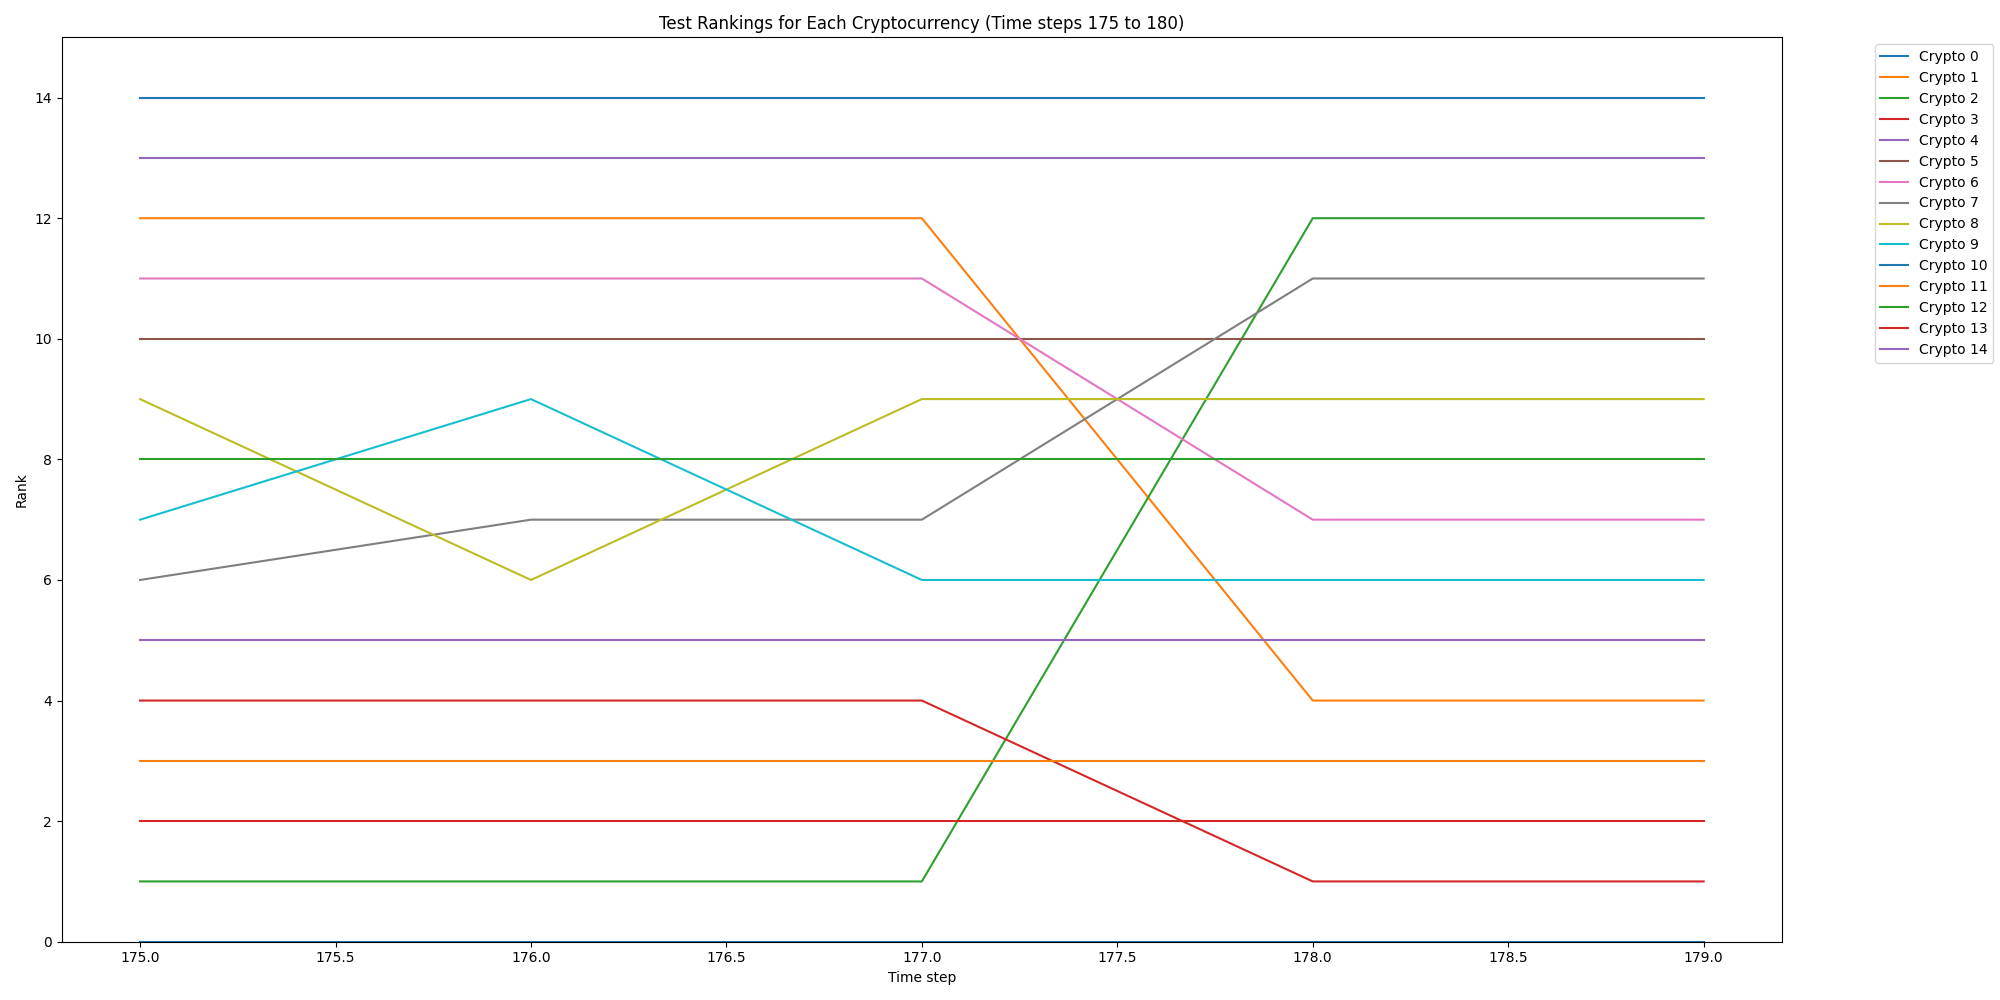 Test Rankings for Each Cryptocurrency (Time steps 175 to 180)
Crypto 0
Crypto 1
Crypto 2
Crypto 3
Crypto 4
Crypto 5
Crypto 6
Crypto 7
Crypto 8
Crypto 9
Crypto 10
Crypto 11
Crypto 12
Crypto 13
Crypto 14
Rank
14
12
10
8
6
4
2
0
175.0 175.5 176.0 176.5 177.0 177.5 178.0 178.5 179.0
Time step